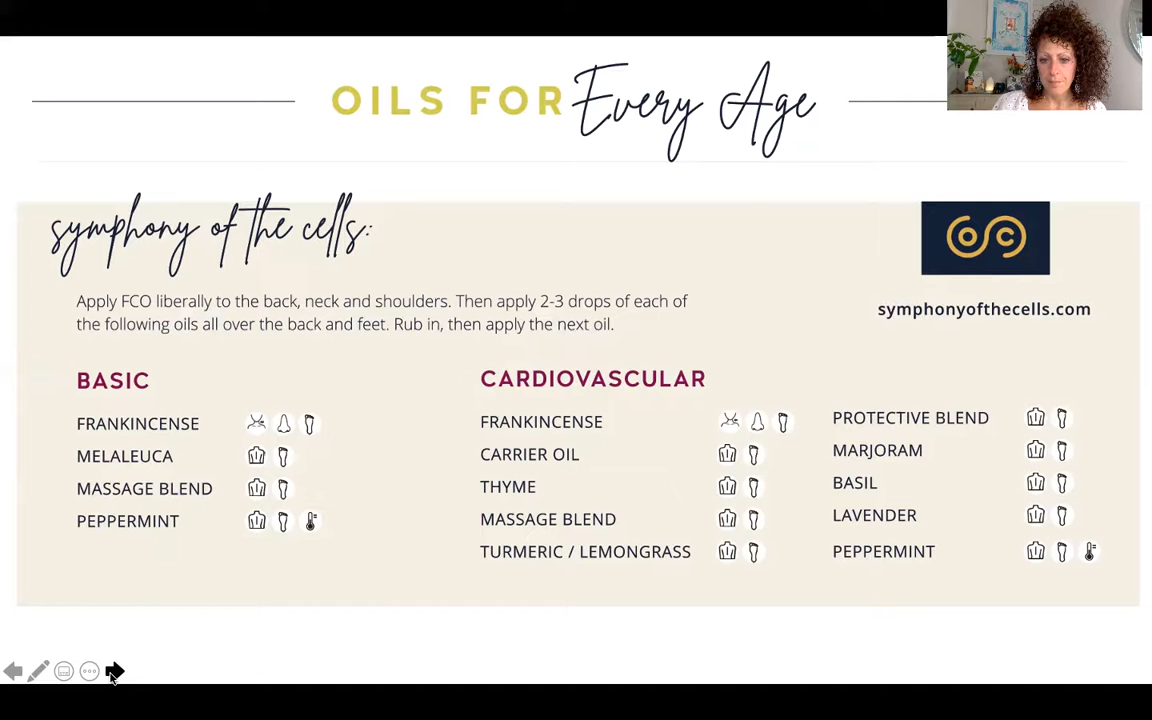 OILS FOR Every Age
symphony of the cells:
Apply FCO liberally to the back, neck and shoulders. Then apply 2-3 drops of each of
the following oils all over the back and feet. Rub in, then apply the next oil.
symphonyofthecells.com
BASIC
FRANKINCENSE
MELALEUCA
MASSAGE BLEND
PEPPERMINT
CARDIOVASCULAR
FRANKINCENSE
CARRIER OIL
THYME
MASSAGE BLEND
TURMERIC / LEMONGRASS
PROTECTIVE BLEND
MARJORAM
BASIL
LAVENDER
PEPPERMINT